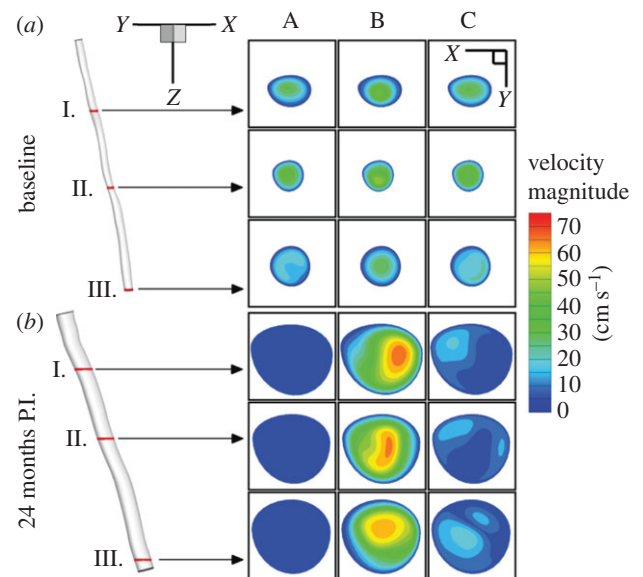 (a)
Y X
Z
A B C
X
Y
I.
II.
III.
baseline
(b)
I.
II.
III.
24 months P.I.
velocity
magnitude
70
60
50
40
30
20
10
0
(cm s⁻¹)